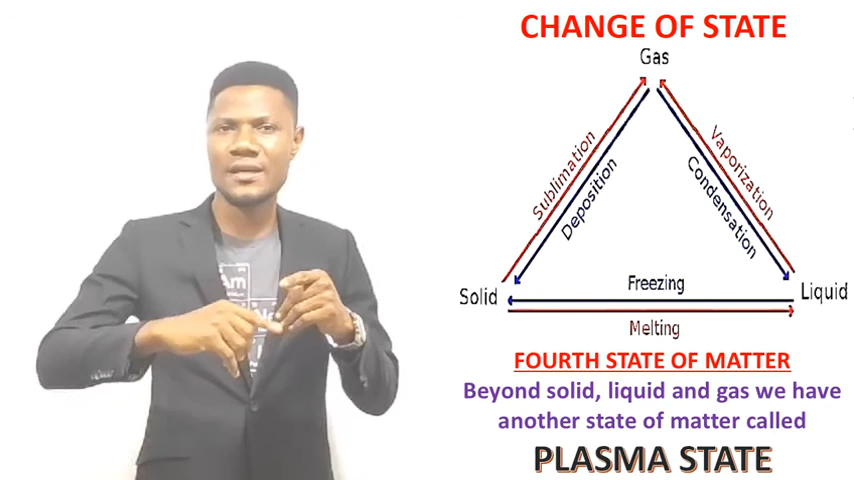 CHANGE OF STATE
Gas
Sublimation
Deposition
Vaporization
Condensation
Solid
Freezing
Liquid
Melting
FOURTH STATE OF MATTER
Beyond solid, liquid and gas we have
another state of matter called
PLASMA STATE
Am